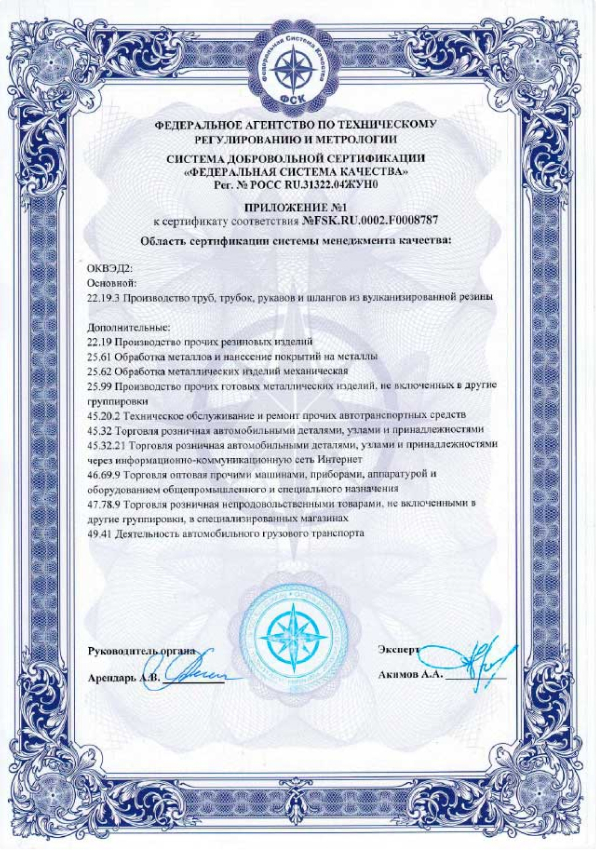 Федеральная Система Качества
ФСК
ФЕДЕРАЛЬНОЕ АГЕНТСТВО ПО ТЕХНИЧЕСКОМУ
РЕГУЛИРОВАНИЮ И МЕТРОЛОГИИ
СИСТЕМА ДОБРОВОЛЬНОЙ СЕРТИФИКАЦИИ
«ФЕДЕРАЛЬНАЯ СИСТЕМА КАЧЕСТВА»
Рег. № РОСС RU.31322.04ЖУН0
ПРИЛОЖЕНИЕ №1
к сертификату соответствия №FSK.RU.0002.F0008787
Область сертификации системы менеджмента качества:
ОКВЭД2:
Основной:
22.19.3 Производство труб, трубок, рукавов и шлангов из вулканизированной резины
Дополнительные:
22.19 Производство прочих резиновых изделий
25.61 Обработка металлов и нанесение покрытий на металлы
25.62 Обработка металлических изделий механическая
25.99 Производство прочих готовых металлических изделий, не включенных в другие
группировки
45.20.2 Техническое обслуживание и ремонт прочих автотранспортных средств
45.32 Торговля розничная автомобильными деталями, узлами и принадлежностями
45.32.21 Торговля розничная автомобильными деталями, узлами и принадлежностями
через информационно-коммуникационную сеть Интернет
46.69.9 Торговля оптовая прочими машинами, приборами, аппаратурой и
оборудованием общепромышленного и специального назначения
47.78.9 Торговля розничная непродовольственными товарами, не включенными в
другие группировки, в специализированных магазинах
49.41 Деятельность автомобильного грузового транспорта
Руководитель органа
Арендарь А.В.
Эксперт
Акимов А.А.